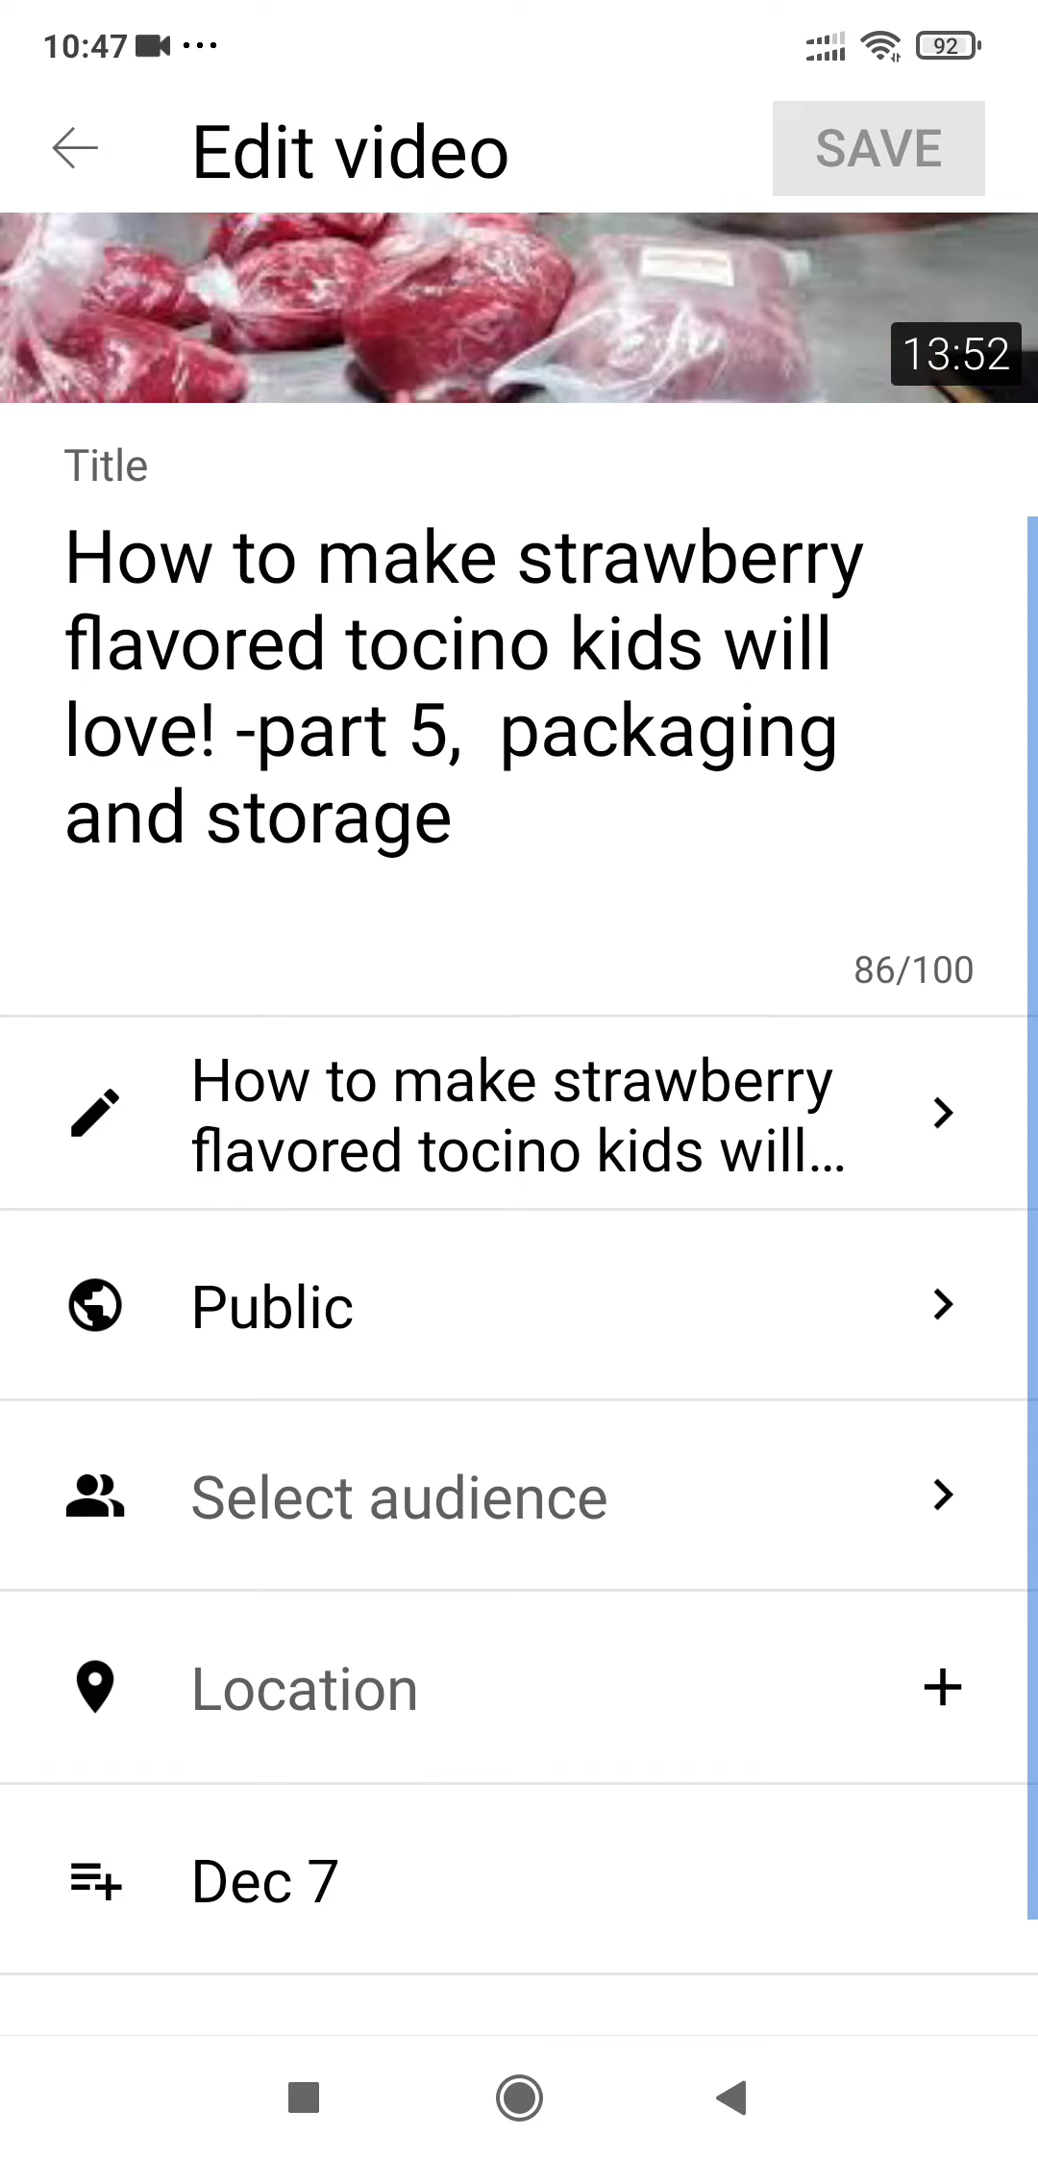 10:47
92
Edit video
SAVE
13:52
Title
How to make strawberry
flavored tocino kids will
love! -part 5,  packaging
and storage
86/100
How to make strawberry
flavored tocino kids will...
Public
Select audience
Location
Dec 7